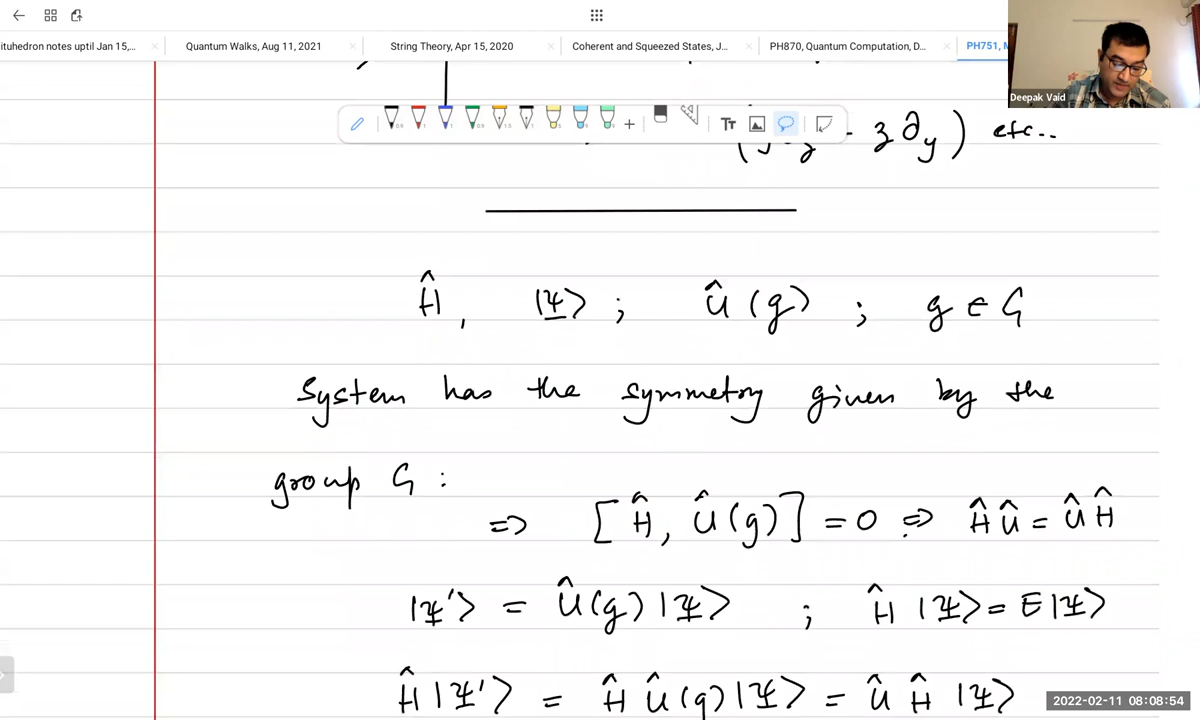 ituhedron notes uptil Jan 15,... Quantum Walks, Aug 11, 2021 String Theory, Apr 15, 2020 Coherent and Squeezed States, J... PH870, Quantum Computation, D... PH751, M
Deepak Vaid
Tт
- z ∂y ) etc..
Ĥ, |Ψ⟩ ; Û(g) ; g ∈ G
System has the symmetry given by the
group G :
⇒ [Ĥ, Û(g)] = 0 ⇒ ĤÛ = ÛĤ
|Ψ'⟩ = Û(g)|Ψ⟩ ; Ĥ|Ψ⟩ = E|Ψ⟩
Ĥ|Ψ'⟩ = ĤÛ(g)|Ψ⟩ = ÛĤ|Ψ⟩
2022-02-11 08:08:54